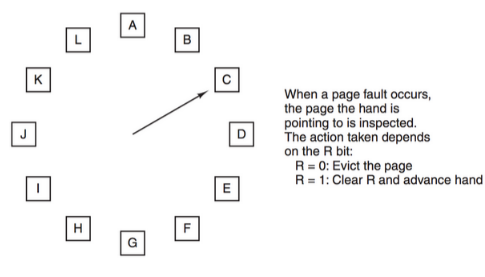 A
B
C
D
E
F
G
H
I
J
K
L
When a page fault occurs,
the page the hand is
pointing to is inspected.
The action taken depends
on the R bit:
R = 0: Evict the page
R = 1: Clear R and advance hand